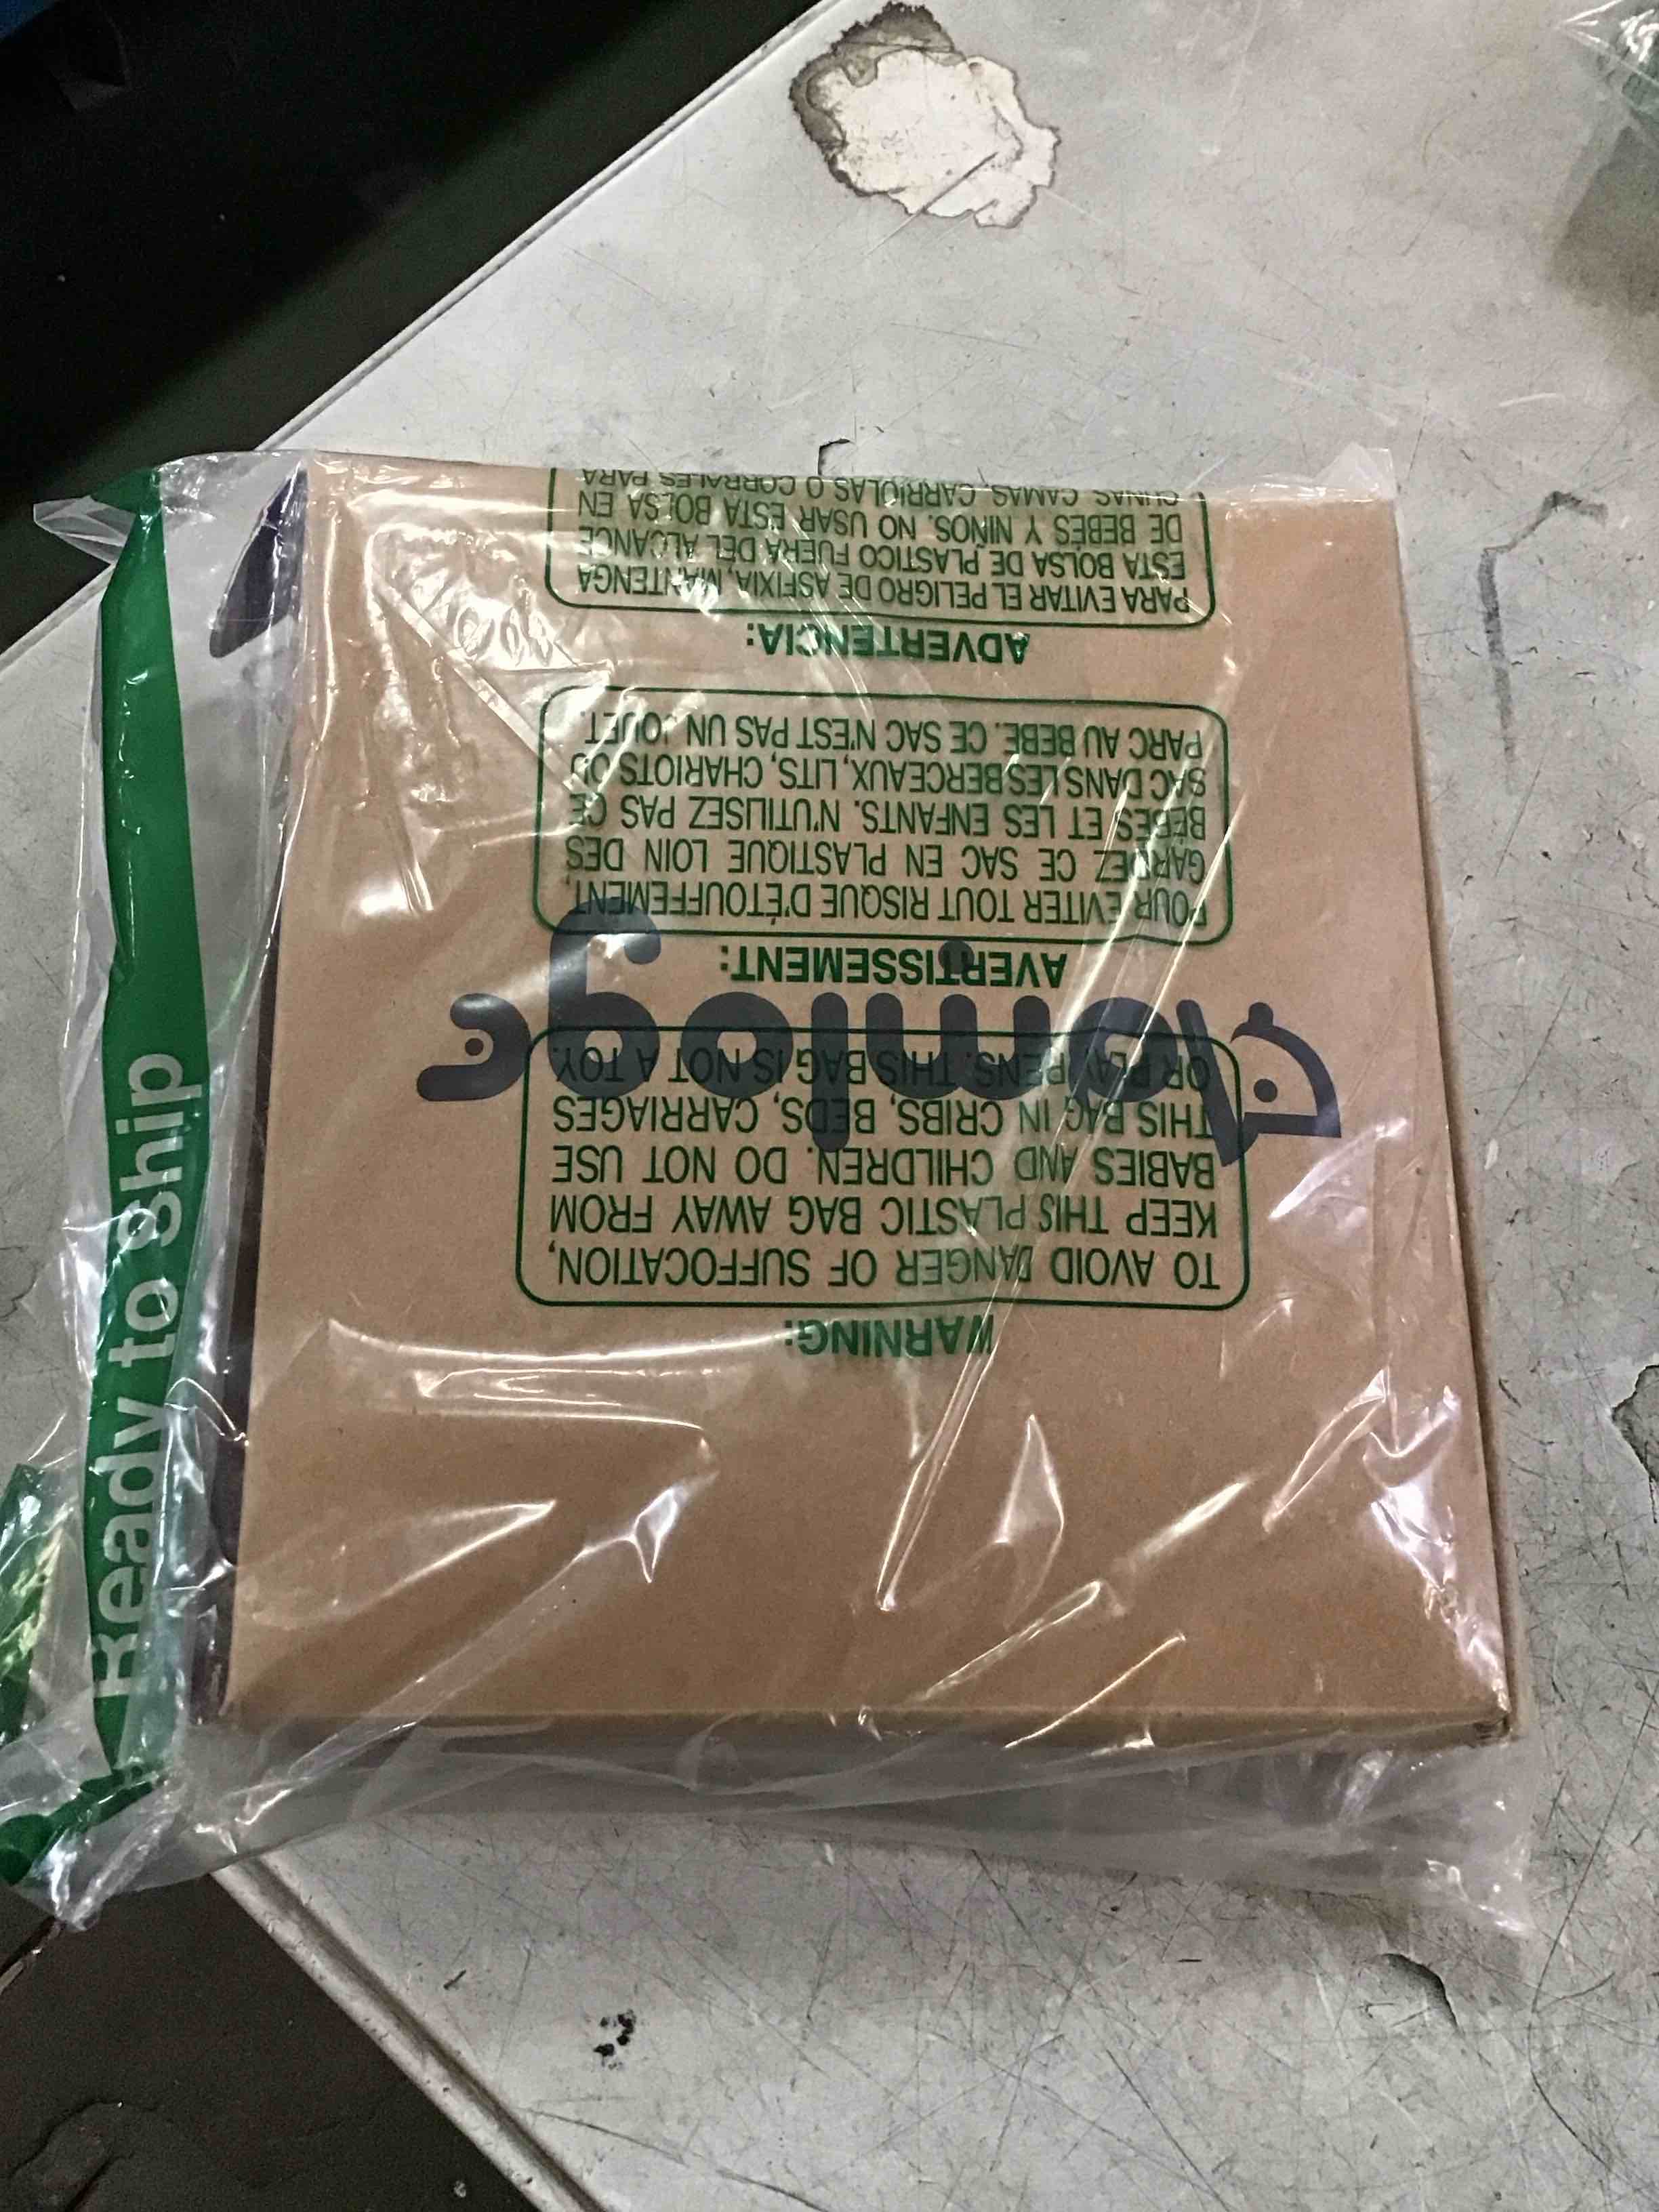 WARNING:
TO AVOID DANGER OF SUFFOCATION,
KEEP THIS PLASTIC BAG AWAY FROM
BABIES AND CHILDREN. DO NOT USE
THIS BAG IN CRIBS, BEDS, CARRIAGES
OR PLAY PENS. THIS BAG IS NOT A TOY.
AVERTISSEMENT:
POUR ÉVITER TOUT RISQUE D'ÉTOUFFEMENT,
GARDEZ CE SAC EN PLASTIQUE LOIN DES
BÉBÉS ET LES ENFANTS. N'UTILISEZ PAS CE
SAC DANS LES BERCEAUX, LITS, CHARIOTS OU
PARC AU BEBE. CE SAC N'EST PAS UN JOUET.
ADVERTENCIA:
PARA EVITAR EL PELIGRO DE ASFIXIA, MANTENGA
ESTA BOLSA DE PLASTICO FUERA DEL ALCANCE
DE BEBES Y NIÑOS. NO USAR ESTA BOLSA EN
CUNAS, CAMAS, CARRIOLAS O CORRALES PARA
Ready to Ship